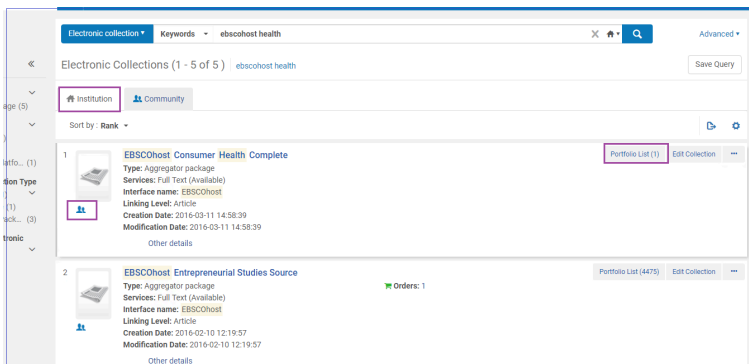 Electronic collection Keywords ebscohost health Advanced
Electronic Collections (1 - 5 of 5 ) ebscohost health Save Query
Institution Community
age (5)
Sort by : Rank
1 EBSCOhost Consumer Health Complete Portfolio List (1) Edit Collection
Type: Aggregator package
Services: Full Text (Available)
Interface name: EBSCOhost
Linking Level: Article
Creation Date: 2016-03-11 14:58:39
Modification Date: 2016-03-11 14:58:39
Other details
latfo... (1)
tion Type
(1)
ack... (3)
tronic
2 EBSCOhost Entrepreneurial Studies Source Portfolio List (4475) Edit Collection
Type: Aggregator package Orders: 1
Services: Full Text (Available)
Interface name: EBSCOhost
Linking Level: Article
Creation Date: 2016-02-10 12:19:57
Modification Date: 2016-02-10 12:19:57
Other details